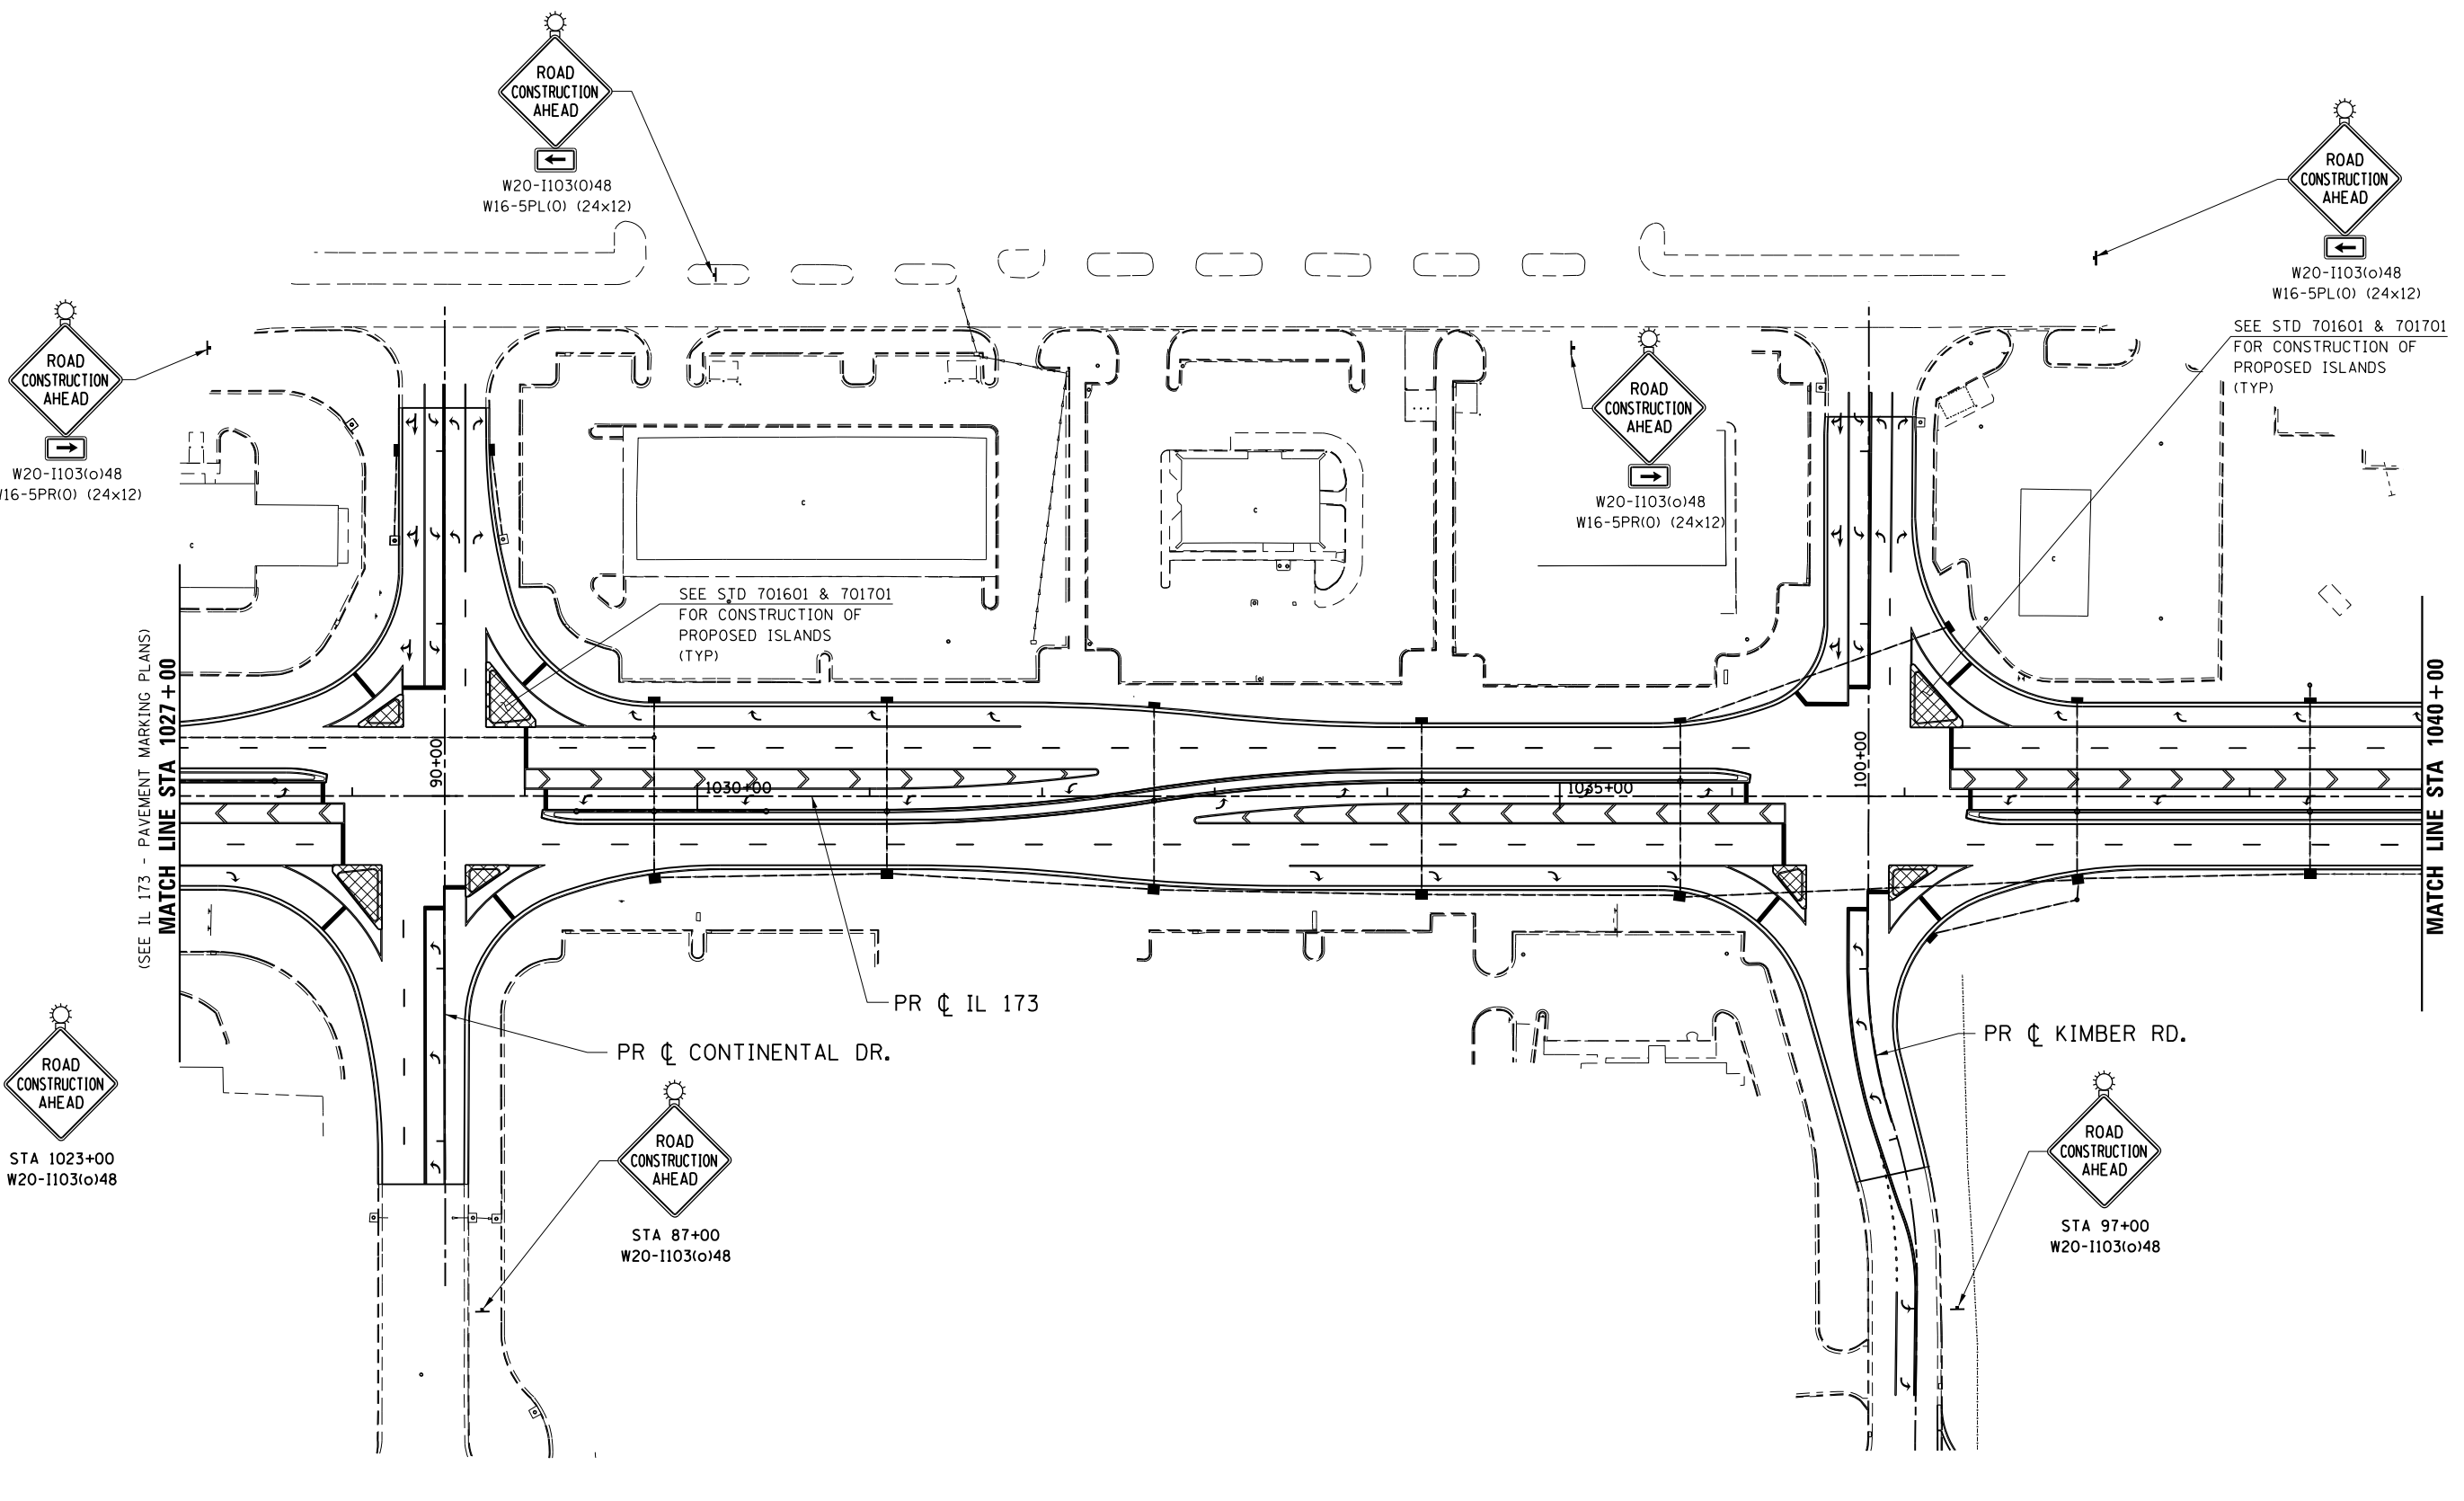 ROAD
CONSTRUCTION
AHEAD
W20-I103(O)48
W16-5PL(O) (24x12)
ROAD
CONSTRUCTION
AHEAD
W20-I103(o)48
W16-5PL(O) (24x12)
SEE STD 701601 & 701701
FOR CONSTRUCTION OF
PROPOSED ISLANDS
(TYP)
ROAD
CONSTRUCTION
AHEAD
W20-I103(o)48
W16-5PR(O) (24x12)
ROAD
CONSTRUCTION
AHEAD
W20-I103(o)48
W16-5PR(O) (24x12)
SEE STD 701601 & 701701
FOR CONSTRUCTION OF
PROPOSED ISLANDS
(TYP)
(SEE IL 173 - PAVEMENT MARKING PLANS)
MATCH LINE STA 1027+00
90+00
1030+00
1035+00
100+00
MATCH LINE STA 1040+00
PR ℄ IL 173
PR ℄ CONTINENTAL DR.
PR ℄ KIMBER RD.
ROAD
CONSTRUCTION
AHEAD
STA 1023+00
W20-I103(o)48
ROAD
CONSTRUCTION
AHEAD
STA 87+00
W20-I103(o)48
ROAD
CONSTRUCTION
AHEAD
STA 97+00
W20-I103(o)48